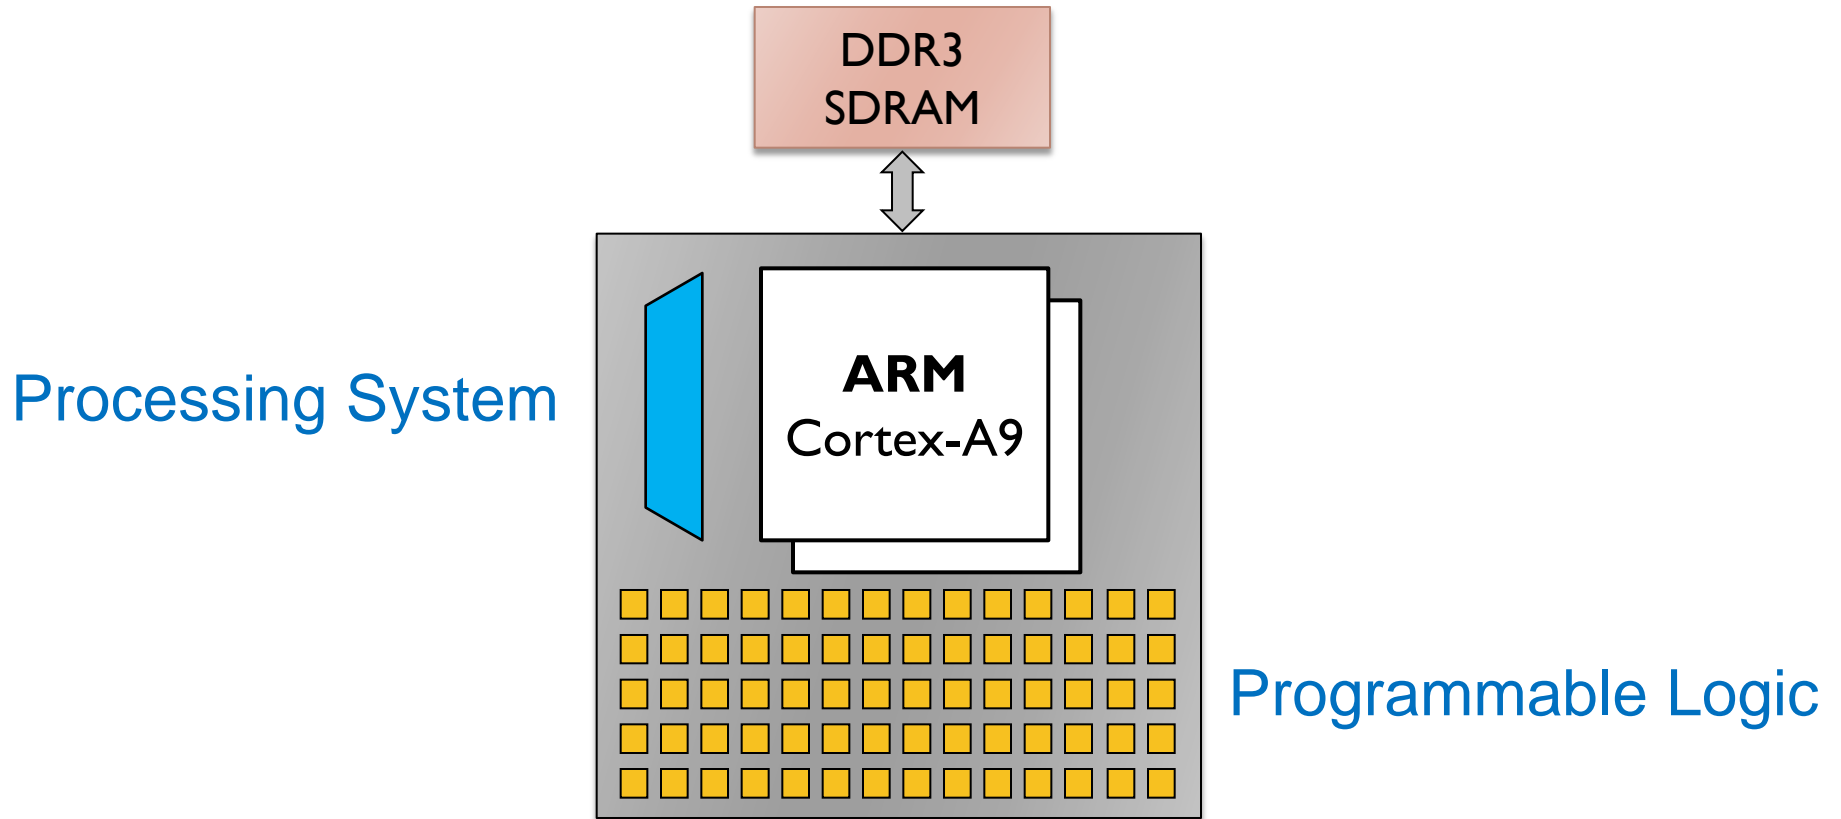 DDR3
SDRAM
ARM
Cortex-A9
Processing System
Programmable Logic